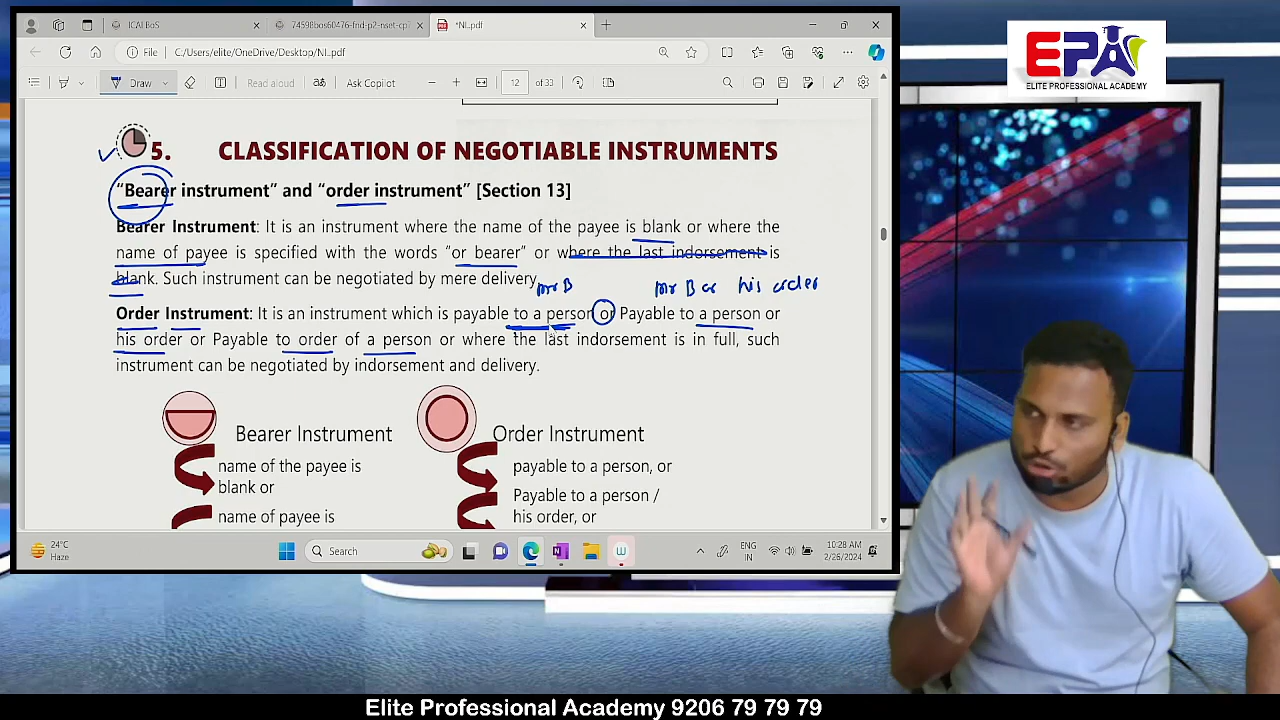 ICAI BoS
74598bos60476-fnd-p2-nset-cp7
*NI..pdf
File
C:/Users/elite/OneDrive/Desktop/NI..pdf
Draw
Read aloud
Ask Copilot
12
of 33
EPA
ELITE PROFESSIONAL ACADEMY
5. CLASSIFICATION OF NEGOTIABLE INSTRUMENTS
“Bearer instrument” and “order instrument” [Section 13]
Bearer Instrument: It is an instrument where the name of the payee is blank or where the
name of payee is specified with the words “or bearer” or where the last indorsement is
blank. Such instrument can be negotiated by mere delivery.
Mr B
Mr B or his order
Order Instrument: It is an instrument which is payable to a person or Payable to a person or
his order or Payable to order of a person or where the last indorsement is in full, such
instrument can be negotiated by indorsement and delivery.
Bearer Instrument
Order Instrument
name of the payee is
blank or
name of payee is
payable to a person, or
Payable to a person /
his order, or
24°C
Haze
Search
ENG
IN
10:28 AM
2/26/2024
Elite Professional Academy 9206 79 79 79